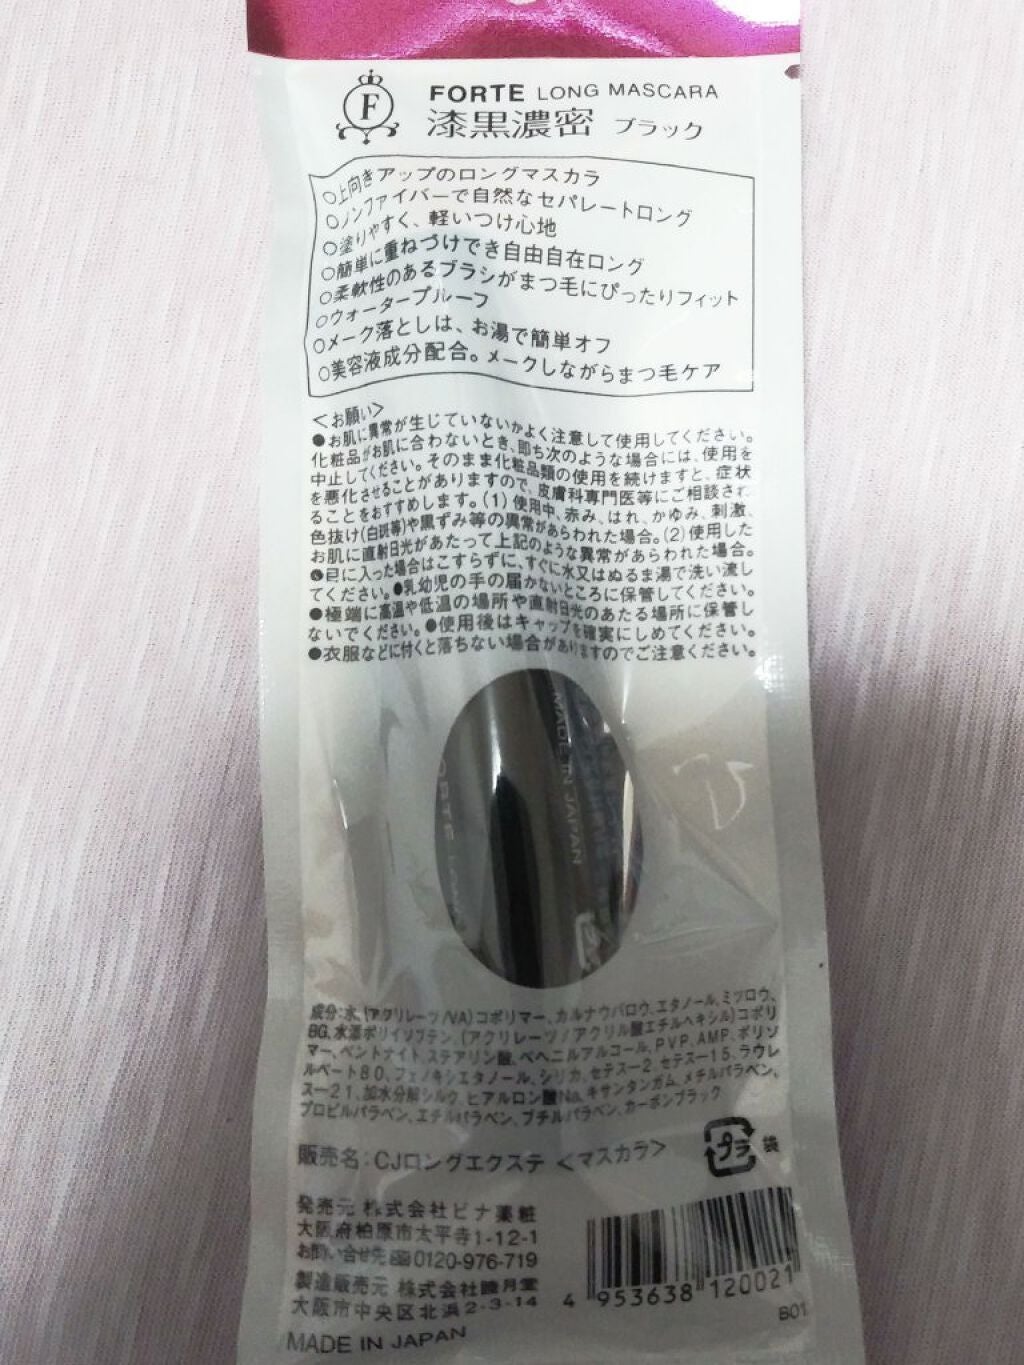 F
FORTE LONG MASCARA
漆黒濃密 ブラック
○上向きアップのロングマスカラ
○ノンファイバーで自然なセパレートロング
○塗りやすく、軽いつけ心地
○簡単に重ねづけでき自由自在ロング
○柔軟性のあるブラシがまつ毛にぴったりフィット
○ウォータープルーフ
○メーク落としは、お湯で簡単オフ
○美容液成分配合。メークしながらまつ毛ケア
＜お願い＞
●お肌に異常が生じていないかよく注意して使用してください。
化粧品がお肌に合わないとき、即ち次のような場合には、使用を
中止してください。そのまま化粧品類の使用を続けますと、症状
を悪化させることがありますので、皮膚科専門医等にご相談され
ることをおすすめします。(1)使用中、赤み、はれ、かゆみ、刺激、
色抜け(白斑等)や黒ずみ等の異常があらわれた場合。(2)使用した
お肌に直射日光があたって上記のような異常があらわれた場合。
●目に入った場合はこすらずに、すぐに水又はぬるま湯で洗い流し
てください。●乳幼児の手の届かないところに保管してください。
●極端に高温や低温の場所や直射日光のあたる場所に保管し
ないでください。●使用後はキャップを確実にしめてください。
●衣服などに付くと落ちない場合がありますのでご注意ください。
MADE IN JAPAN
FORTE
成分:水、(アクリレーツ/VA)コポリマー、カルナウバロウ、エタノール、ミツロウ、
BG、水添ポリイソブテン、(アクリレーツ/アクリル酸エチルヘキシル)コポリ
マー、ベントナイト、ステアリン酸、ベヘニルアルコール、PVP、AMP、ポリソ
ルベート80、フェノキシエタノール、シリカ、セテス-2、セテス-15、ラウレ
ス-21、加水分解シルク、ヒアルロン酸Na、キサンタンガム、メチルパラベン、
プロピルパラベン、エチルパラベン、ブチルパラベン、カーボンブラック
販売名:CJロングエクステ ＜マスカラ＞
プラ 袋
発売元 株式会社ピナ薬粧
大阪府柏原市太平寺1-12-1
お問い合せ先 0120-976-719
製造販売元 株式会社睦月堂
大阪市中央区北浜2-3-14
4 953638 120021
B01
MADE IN JAPAN